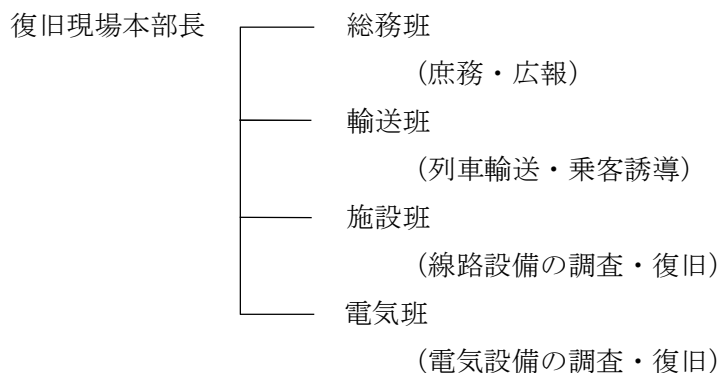 復旧現場本部長
総務班
（庶務・広報）
輸送班
（列車輸送・乗客誘導）
施設班
（線路設備の調査・復旧）
電気班
（電気設備の調査・復旧）